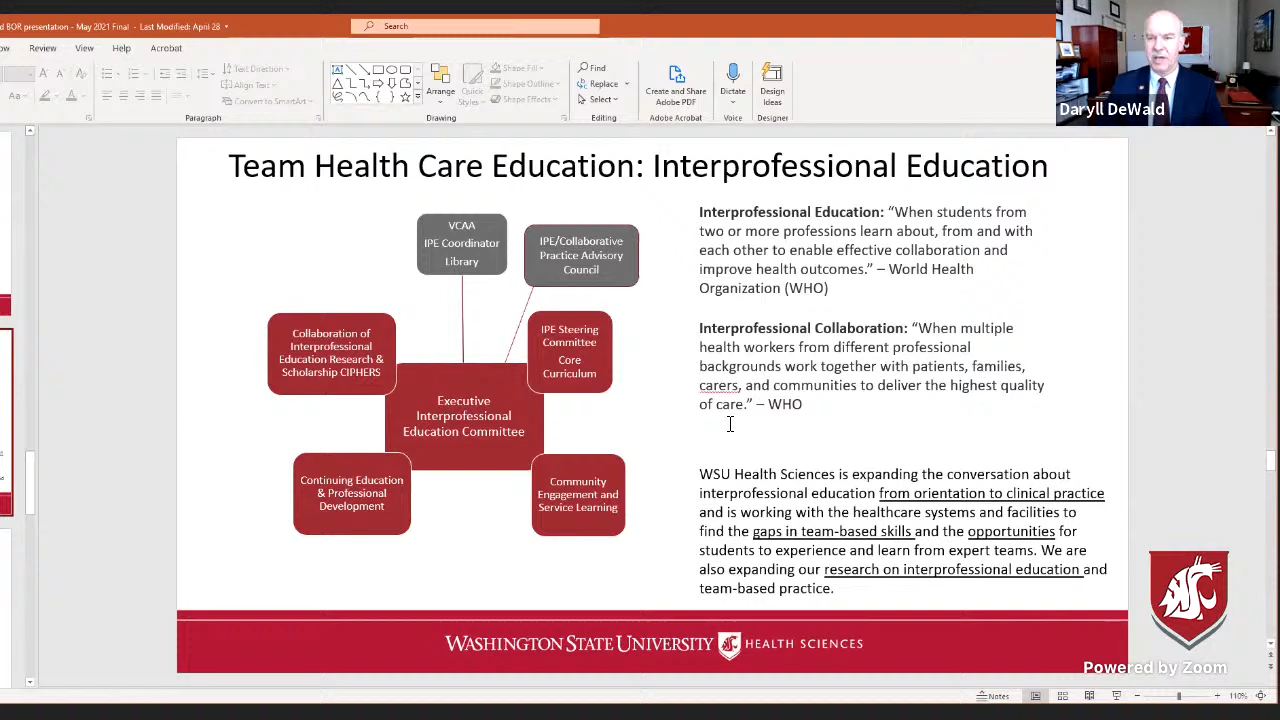 d BOR presentation - May 2021 Final - Last Modified: April 28
Search
Daryll DeWald
ow Review View Help Acrobat
Text Direction
Align Text
Convert to SmartArt
Paragraph
Arrange
Quick
Styles
Shape Fill
Shape Outline
Shape Effects
Drawing
Find
Replace
Select
Editing
Create and Share
Adobe PDF
Adobe Acrobat
Dictate
Voice
Design
Ideas
Designer
Team Health Care Education: Interprofessional Education
VCAA
IPE Coordinator
Library
IPE/Collaborative
Practice Advisory
Council
Collaboration of
Interprofessional
Education Research &
Scholarship CIPHERS
IPE Steering
Committee
Core
Curriculum
Executive
Interprofessional
Education Committee
Continuing Education
& Professional
Development
Community
Engagement and
Service Learning
Interprofessional Education: “When students from
two or more professions learn about, from and with
each other to enable effective collaboration and
improve health outcomes.” – World Health
Organization (WHO)
Interprofessional Collaboration: “When multiple
health workers from different professional
backgrounds work together with patients, families,
carers, and communities to deliver the highest quality
of care.” – WHO
WSU Health Sciences is expanding the conversation about
interprofessional education from orientation to clinical practice
and is working with the healthcare systems and facilities to
find the gaps in team-based skills and the opportunities for
students to experience and learn from expert teams. We are
also expanding our research on interprofessional education and
team-based practice.
WASHINGTON STATE UNIVERSITY HEALTH SCIENCES
Powered by Zoom
Notes
110%